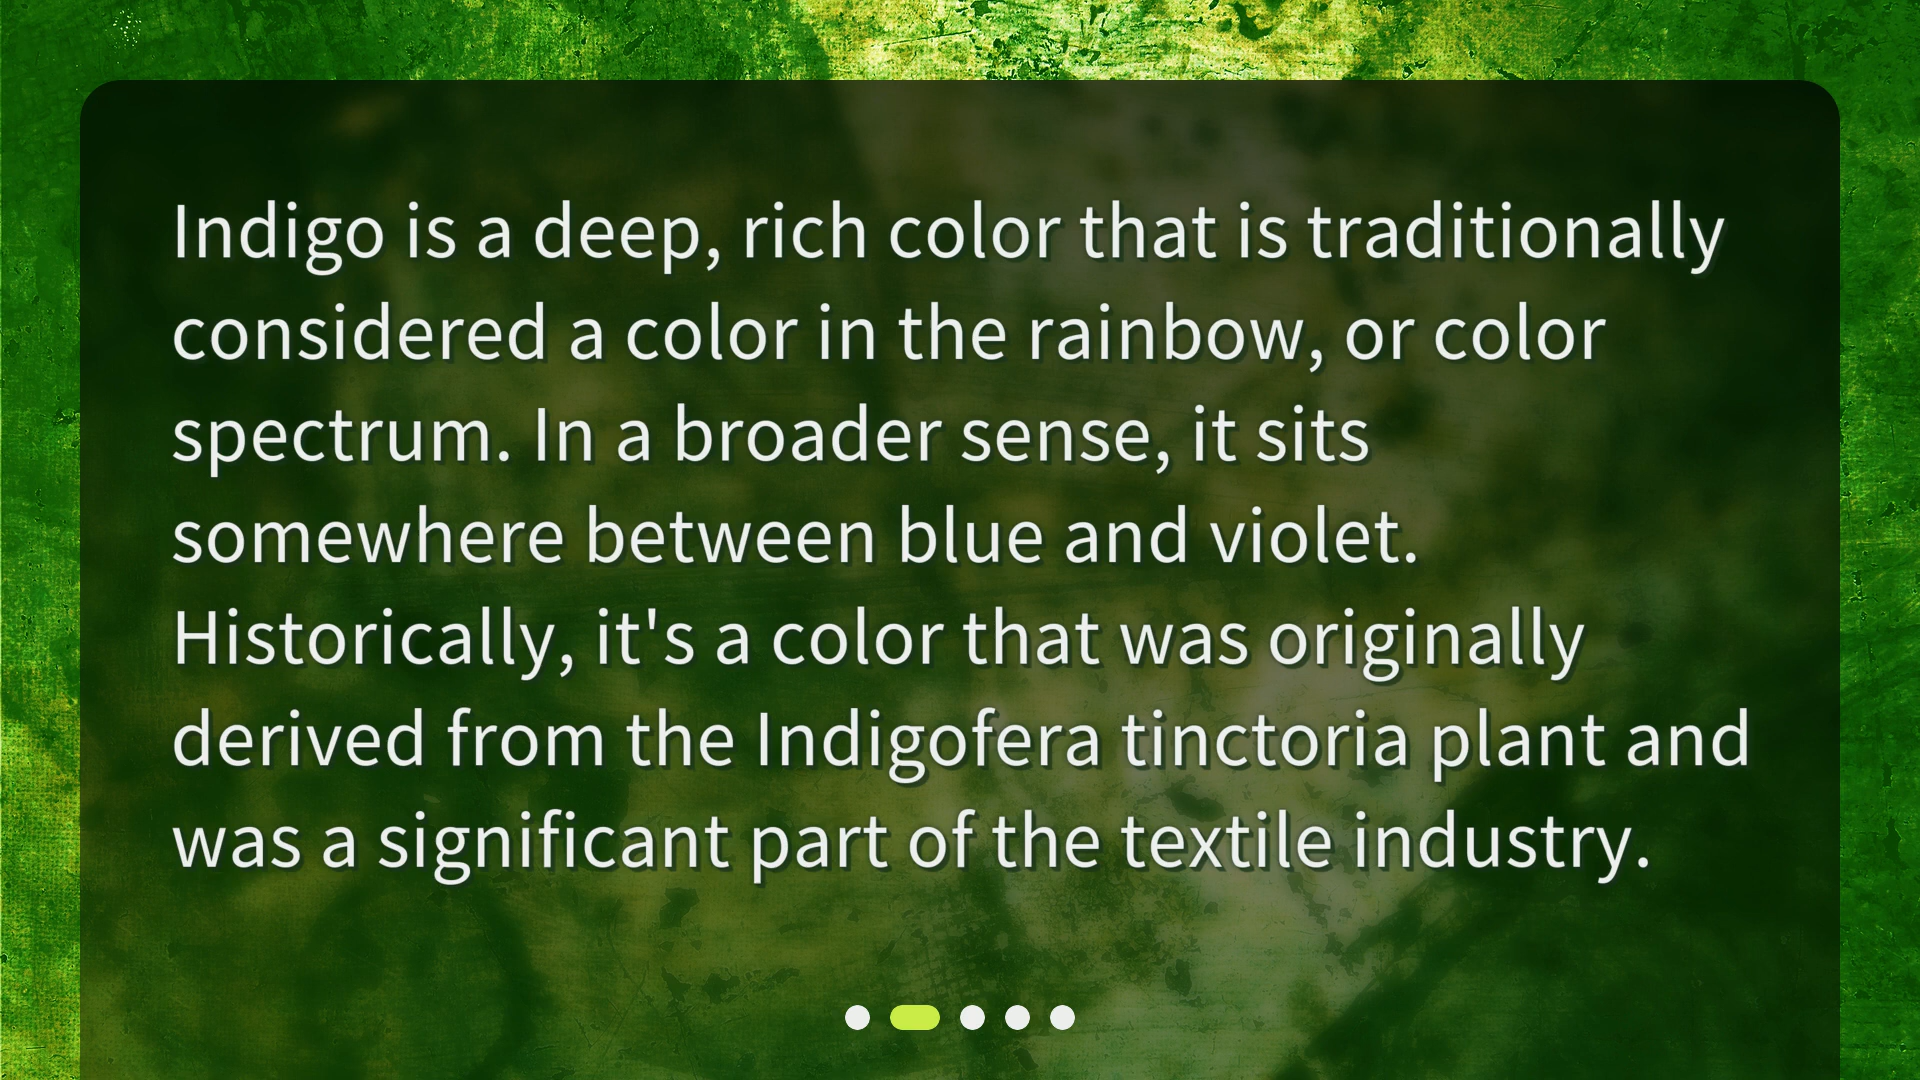 Indigo is a deep, rich color that is traditionally
considered a color in the rainbow, or color
spectrum. In a broader sense, it sits
somewhere between blue and violet.
Historically, it's a color that was originally
derived from the Indigofera tinctoria plant and
was a significant part of the textile industry.